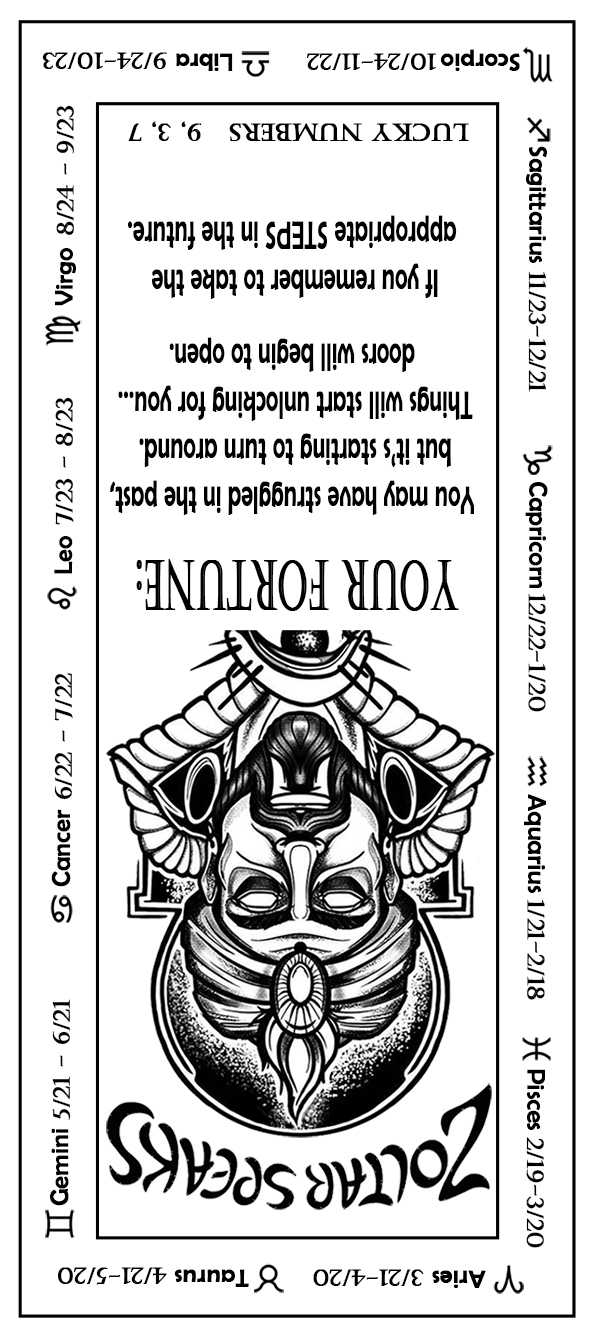 ♈ Aries 3/21–4/20
♉ Taurus 4/21–5/20
ZOLTAR SPEAKS
YOUR FORTUNE:
You may have struggled in the past,
but it's starting to turn around.
Things will start unlocking for you...
doors will begin to open.
If you remember to take the
appropriate STEPS in the future.
LUCKY NUMBERS 9, 3, 7
♊ Gemini 5/21 – 6/21
♋ Cancer 6/22 – 7/22
♌ Leo 7/23 – 8/23
♍ Virgo 8/24 – 9/23
♎ Libra 9/24–10/23
♏ Scorpio 10/24–11/22
♐ Sagittarius 11/23–12/21
♑ Capricorn 12/22–1/20
♒ Aquarius 1/21–2/18
♓ Pisces 2/19–3/20